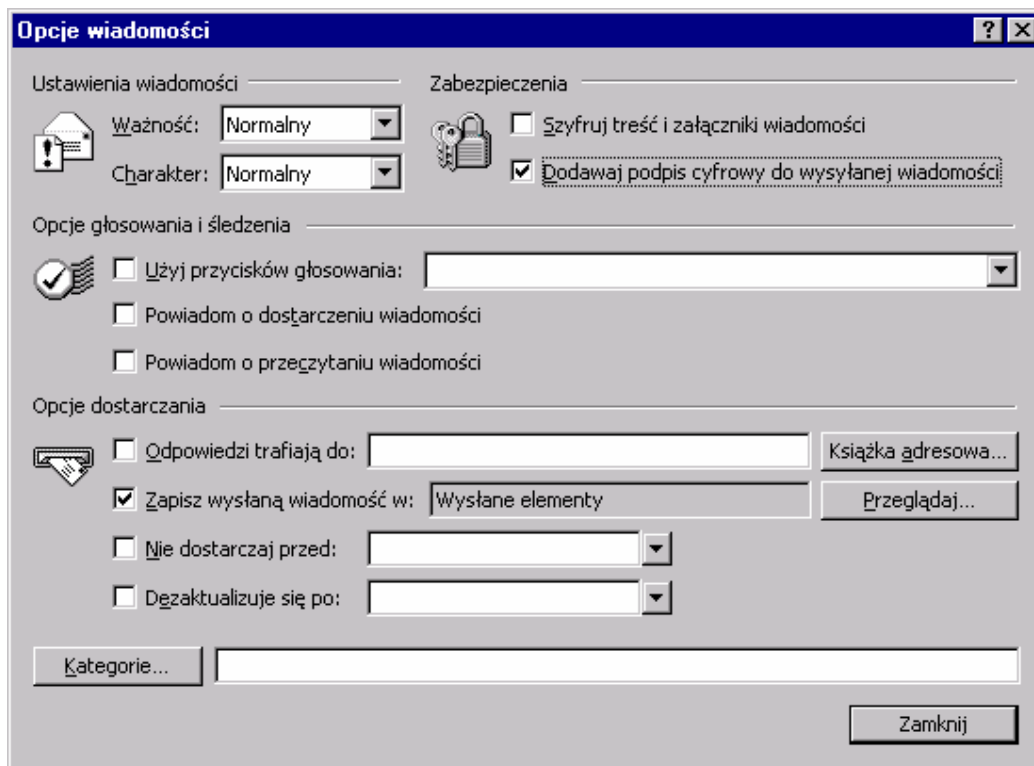 Opcje wiadomości
Ustawienia wiadomości Zabezpieczenia
Ważność: Normalny Szyfruj treść i załączniki wiadomości
Charakter: Normalny Dodawaj podpis cyfrowy do wysyłanej wiadomości
Opcje głosowania i śledzenia
Użyj przycisków głosowania:
Powiadom o dostarczeniu wiadomości
Powiadom o przeczytaniu wiadomości
Opcje dostarczania
Odpowiedzi trafiają do: Książka adresowa...
Zapisz wysłaną wiadomość w: Wysłane elementy Przeglądaj...
Nie dostarczaj przed:
Dezaktualizuje się po:
Kategorie...
Zamknij